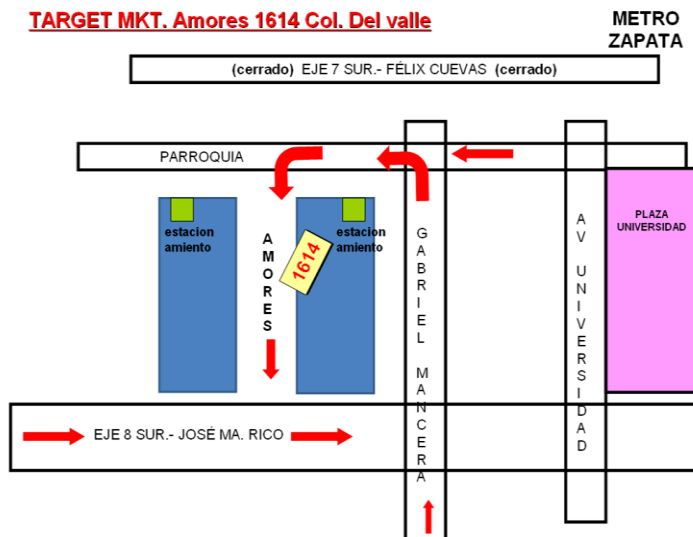 TARGET MKT. Amores 1614 Col. Del valle
METRO
ZAPATA
(cerrado) EJE 7 SUR.- FÉLIX CUEVAS (cerrado)
PARROQUIA
estacion
amiento
AMORES
1614
estacion
amiento
GABRIEL MANCERA
AV UNIVERSIDAD
PLAZA
UNIVERSIDAD
EJE 8 SUR.- JOSÉ MA. RICO